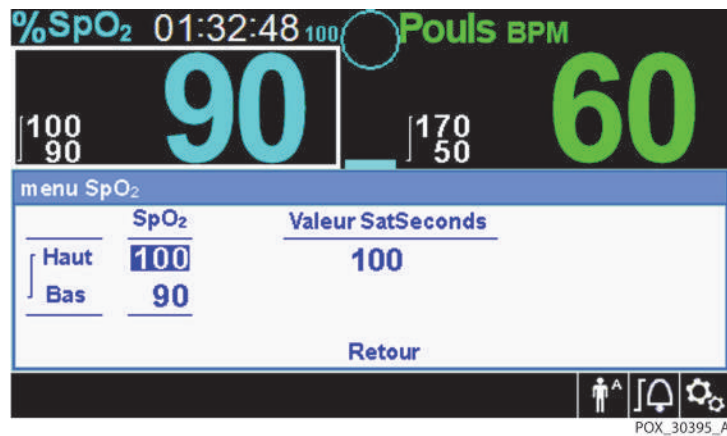 %SpO₂ 01:32:48 100 Pouls BPM
100
90
90
170
50
60
menu SpO₂
SpO₂ Valeur SatSeconds
Haut 100 100
Bas 90
Retour
A
POX_30395_A